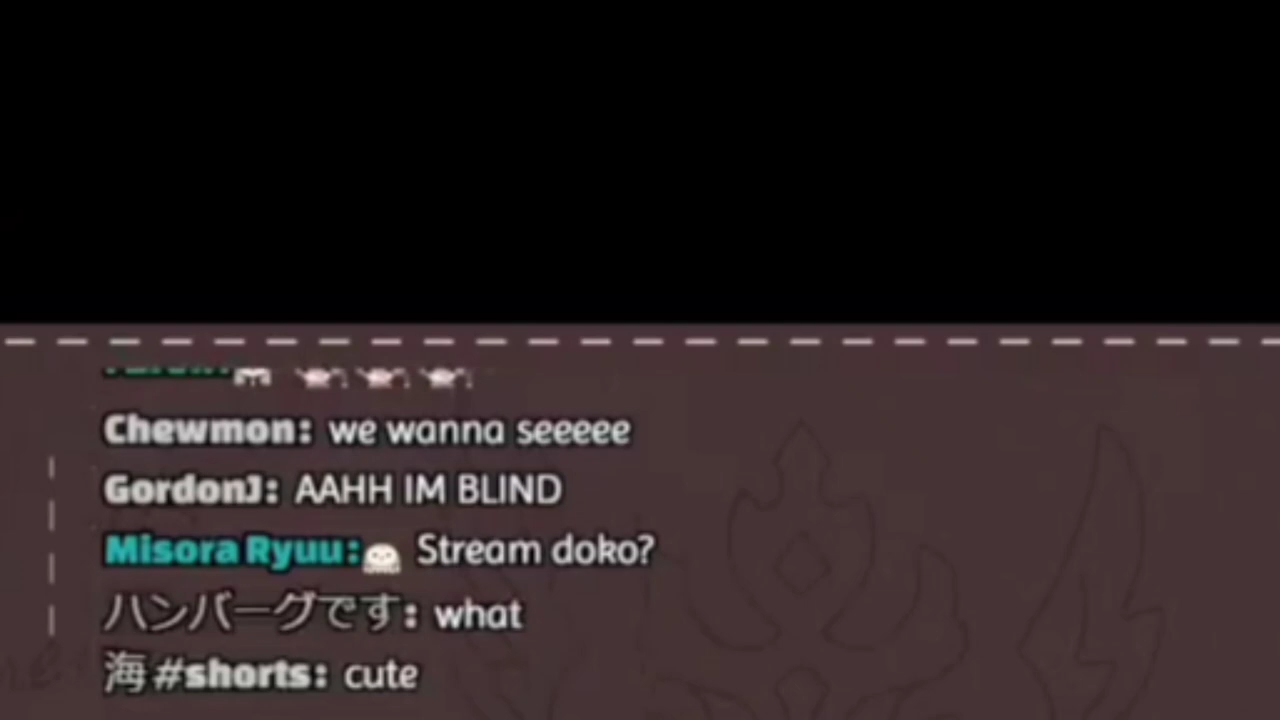 Chewmon: we wanna seeeee
GordonJ: AAHH IM BLIND
Misora Ryuu: Stream doko?
ハンバーグです: what
海 #shorts: cute